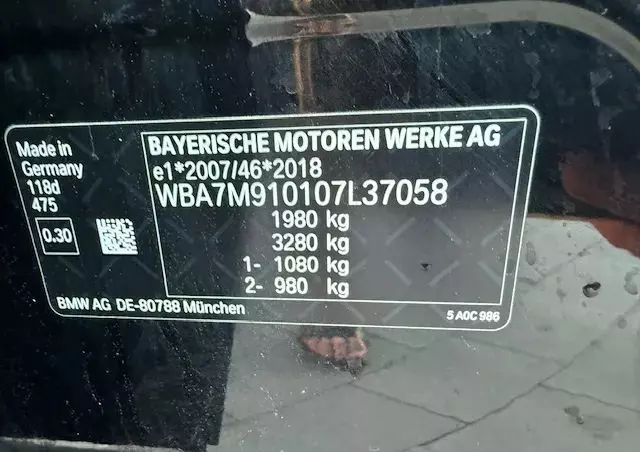 Made in
Germany
118d
475
0.30
BAYERISCHE MOTOREN WERKE AG
e1*2007/46*2018
WBA7M910107L37058
1980 kg
3280 kg
1- 1080 kg
2- 980 kg
BMW AG DE-80788 München
5 A0C 986